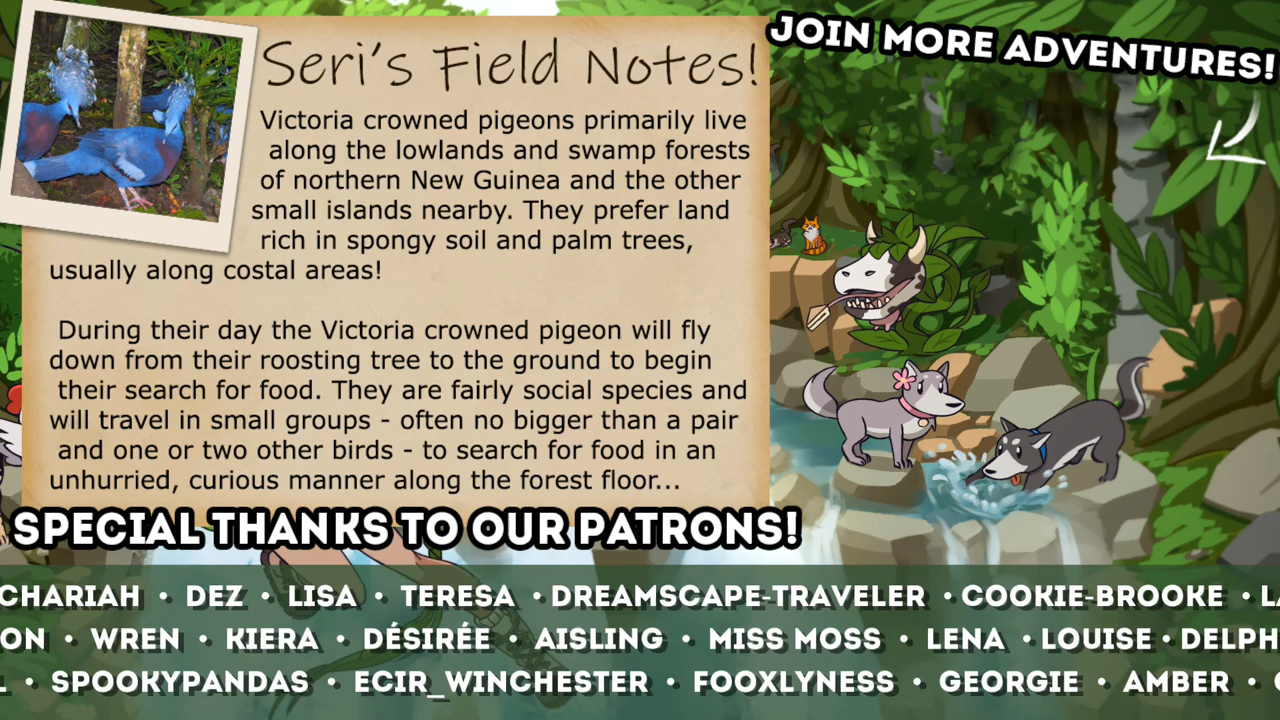 Seri's Field Notes!
Victoria crowned pigeons primarily live
along the lowlands and swamp forests
of northern New Guinea and the other
small islands nearby. They prefer land
rich in spongy soil and palm trees,
usually along costal areas!
During their day the Victoria crowned pigeon will fly
down from their roosting tree to the ground to begin
their search for food. They are fairly social species and
will travel in small groups - often no bigger than a pair
and one or two other birds - to search for food in an
unhurried, curious manner along the forest floor...
JOIN MORE ADVENTURES!
SPECIAL THANKS TO OUR PATRONS!
CHARIAH • DEZ • LISA • TERESA • DREAMSCAPE-TRAVELER • COOKIE-BROOKE • LA
ON • WREN • KIERA • DÉSIRÉE • AISLING • MISS MOSS • LENA • LOUISE • DELPH
L • SPOOKYPANDAS • ECIR_WINCHESTER • FOOXLYNESS • GEORGIE • AMBER •